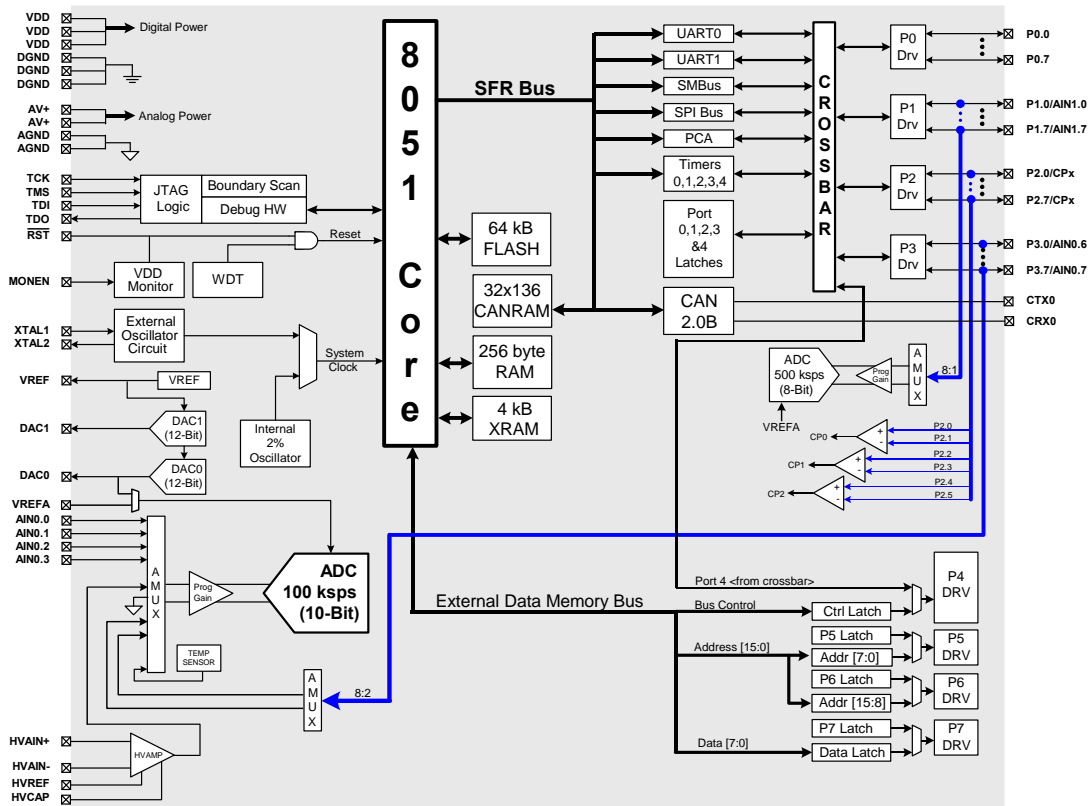 VDD
VDD
VDD
Digital Power
DGND
DGND
DGND
AV+
AV+
Analog Power
AGND
AGND
TCK
TMS
TDI
TDO
JTAG
Logic
Boundary Scan
Debug HW
RST
Reset
MONEN
VDD
Monitor
WDT
XTAL1
XTAL2
External
Oscillator
Circuit
System
Clock
VREF
VREF
DAC1
DAC1
(12-Bit)
Internal
2%
Oscillator
DAC0
DAC0
(12-Bit)
VREFA
AIN0.0
AIN0.1
AIN0.2
AIN0.3
AMUX
Prog
Gain
ADC
100 ksps
(10-Bit)
TEMP
SENSOR
8:2
AMUX
HVAIN+
HVAIN-
HVREF
HVCAP
HVAMP
8051 Core
SFR Bus
64 kB
FLASH
32x136
CANRAM
256 byte
RAM
4 kB
XRAM
External Data Memory Bus
UART0
UART1
SMBus
SPI Bus
PCA
Timers
0,1,2,3,4
Port
0,1,2,3
&4
Latches
CAN
2.0B
CROSSBAR
P0
Drv
P1
Drv
P2
Drv
P3
Drv
P0.0
P0.7
P1.0/AIN1.0
P1.7/AIN1.7
P2.0/CPx
P2.7/CPx
P3.0/AIN0.6
P3.7/AIN0.7
CTX0
CRX0
ADC
500 ksps
(8-Bit)
Prog
Gain
AMUX
8:1
VREFA
CP0
+
-
P2.0
P2.1
CP1
+
-
P2.2
P2.3
CP2
+
-
P2.4
P2.5
Port 4 <from crossbar>
Bus Control
Ctrl Latch
P4
DRV
Address [15:0]
P5 Latch
Addr [7:0]
P5
DRV
P6 Latch
Addr [15:8]
P6
DRV
P7 Latch
Data [7:0]
Data Latch
P7
DRV